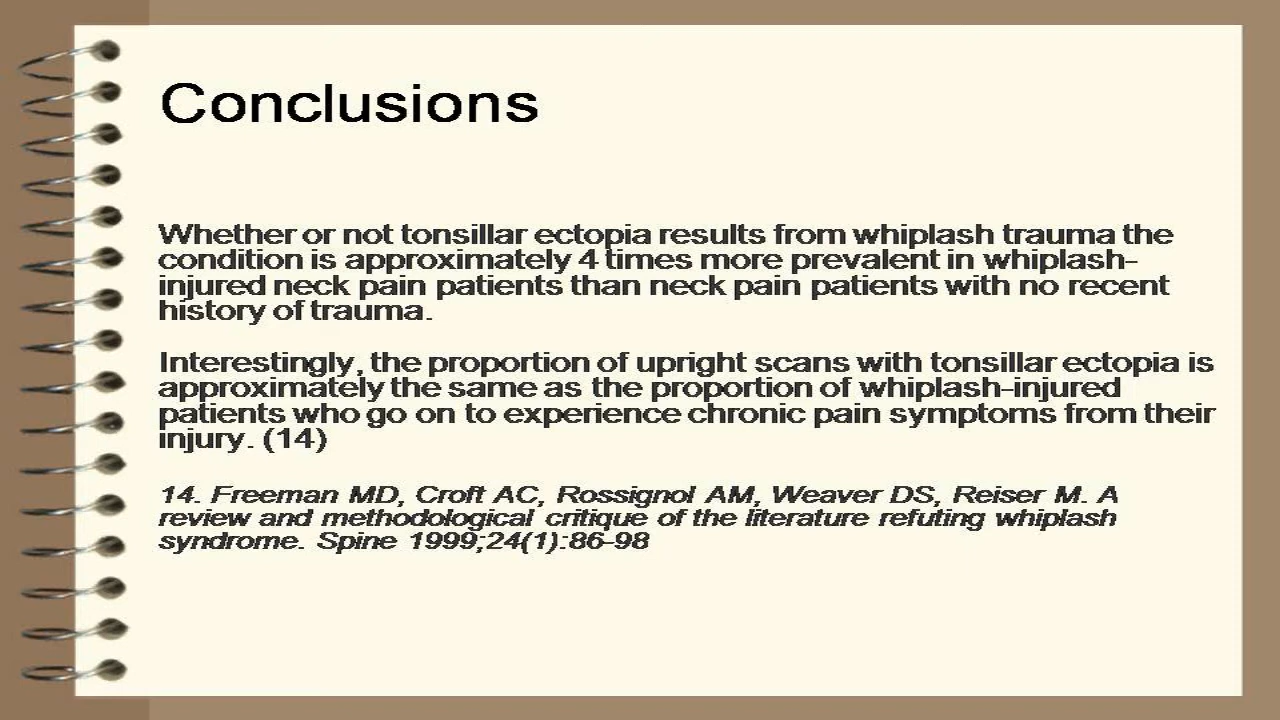 Conclusions
Whether or not tonsillar ectopia results from whiplash trauma the
condition is approximately 4 times more prevalent in whiplash-
injured neck pain patients than neck pain patients with no recent
history of trauma.
Interestingly, the proportion of upright scans with tonsillar ectopia is
approximately the same as the proportion of whiplash-injured
patients who go on to experience chronic pain symptoms from their
injury. (14)
14. Freeman MD, Croft AC, Rossignol AM, Weaver DS, Reiser M. A
review and methodological critique of the literature refuting whiplash
syndrome. Spine 1999;24(1):86-98